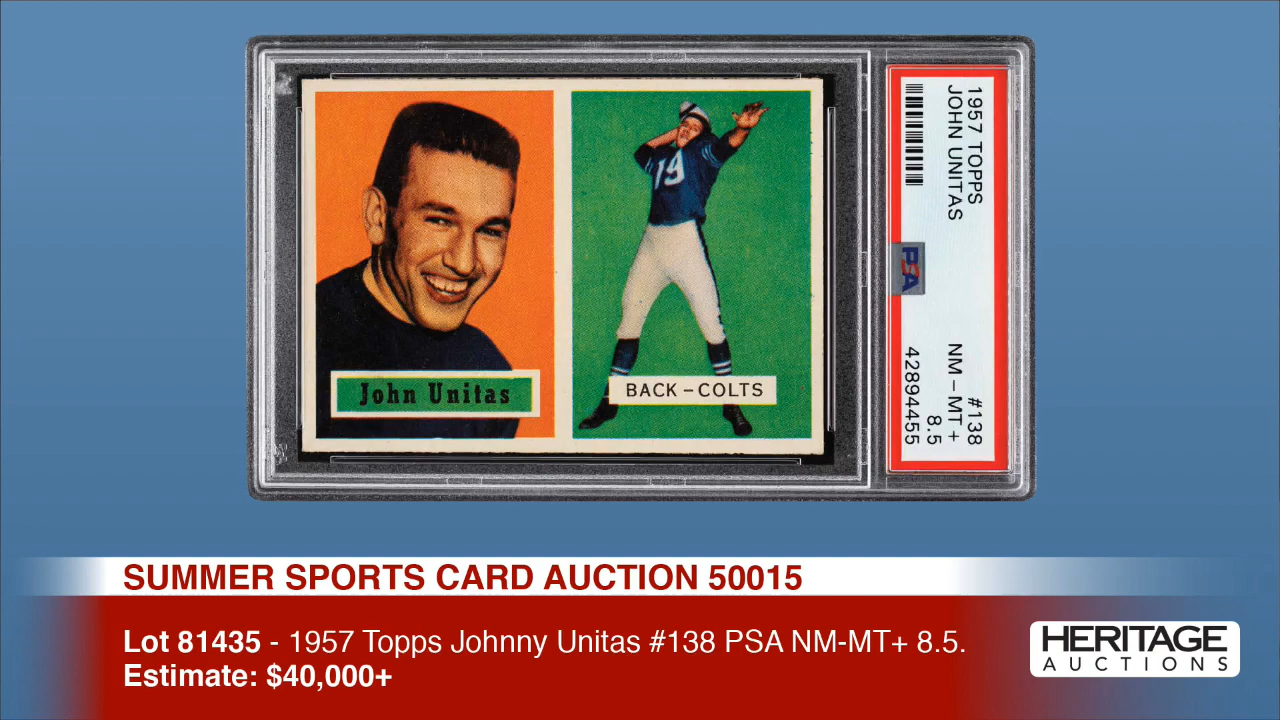 19
John Unitas
BACK-COLTS
1957 TOPPS
JOHN UNITAS
PSA
#138
NM-MT+
8.5
42894455
SUMMER SPORTS CARD AUCTION 50015
Lot 81435 - 1957 Topps Johnny Unitas #138 PSA NM-MT+ 8.5.
Estimate: $40,000+
HERITAGE
AUCTIONS